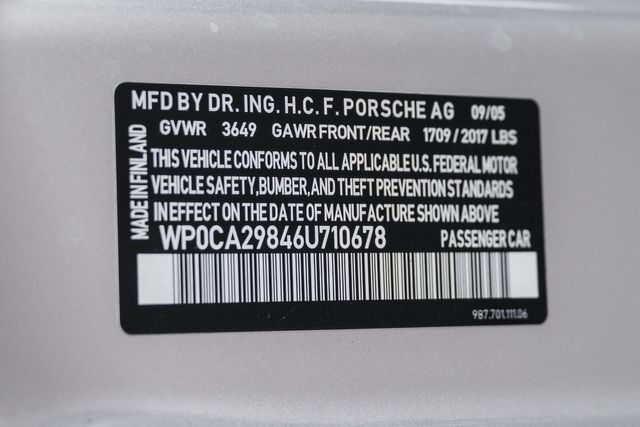 MFD BY DR. ING. H.C. F. PORSCHE AG 09/05
GVWR 3649 GAWR FRONT/REAR 1709/2017 LBS
THIS VEHICLE CONFORMS TO ALL APPLICABLE U.S. FEDERAL MOTOR
VEHICLE SAFETY, BUMBER, AND THEFT PREVENTION STANDARDS
IN EFFECT ON THE DATE OF MANUFACTURE SHOWN ABOVE
WP0CA29846U710678 PASSENGER CAR
987.701.111.06
MADE IN FINLAND